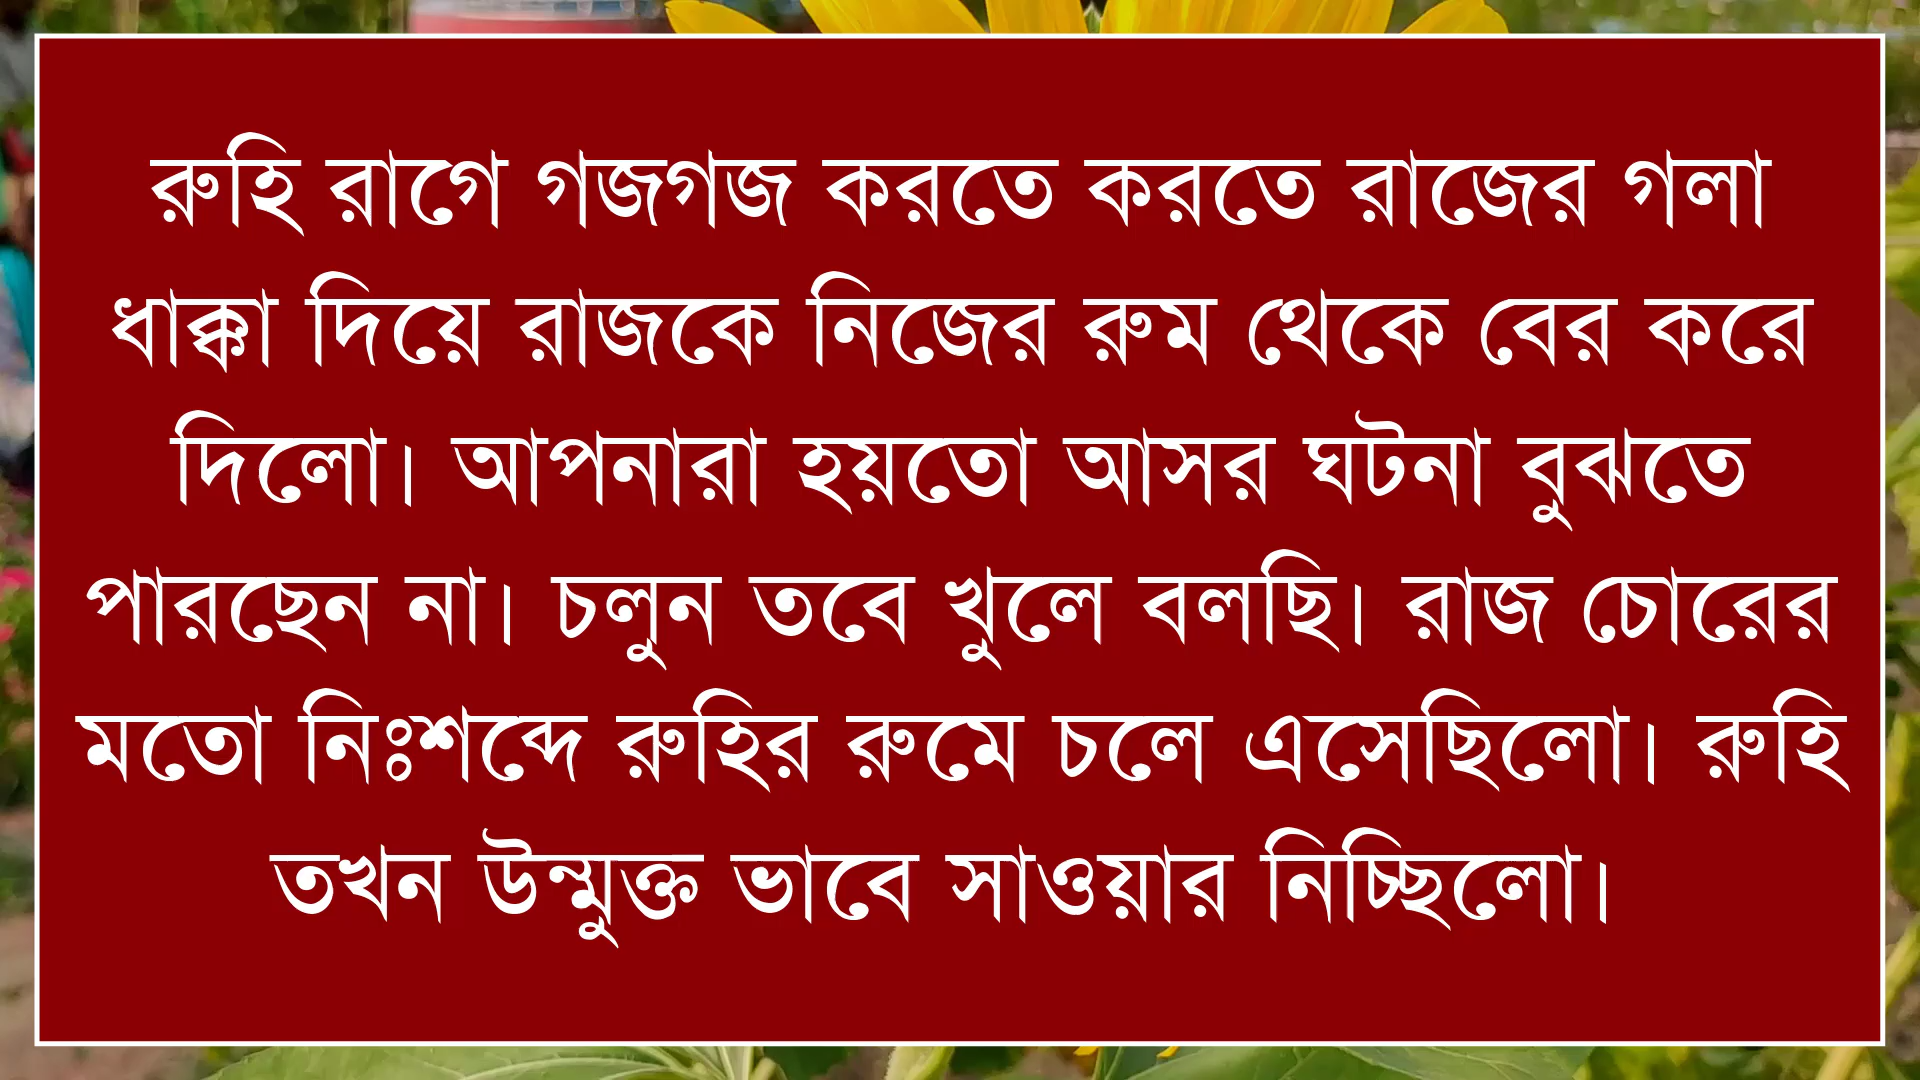 রুহি রাগে গজগজ করতে করতে রাজের গলা
ধাক্কা দিয়ে রাজকে নিজের রুম থেকে বের করে
দিলো। আপনারা হয়তো আসর ঘটনা বুঝতে
পারছেন না। চলুন তবে খুলে বলছি। রাজ চোরের
মতো নিঃশব্দে রুহির রুমে চলে এসেছিলো। রুহি
তখন উন্মুক্ত ভাবে সাওয়ার নিচ্ছিলো।